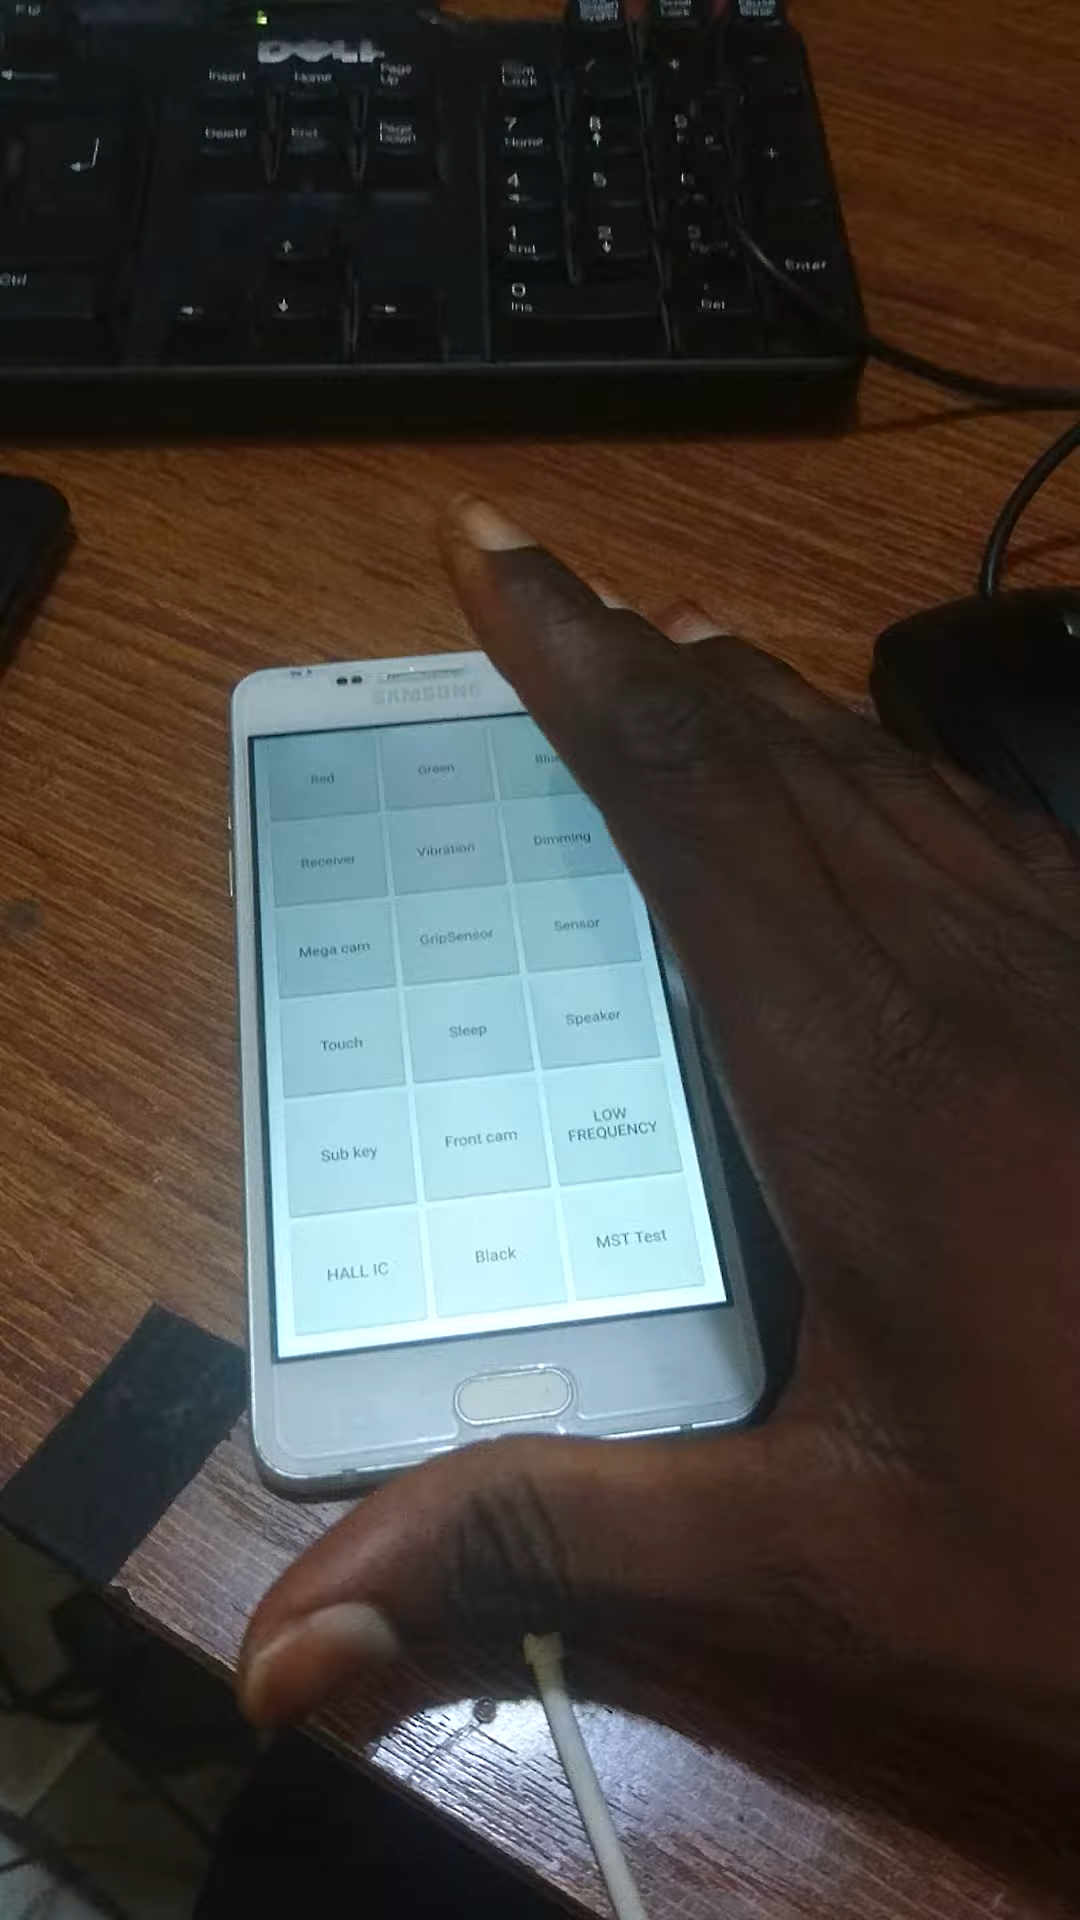 DELL
Insert Home Page Up
Num Lock
Delete End Page Down
7 8 9
Home
4 5 6
1 2
End
Enter
Ctrl
0
Ins
Del
SAMSUNG
Red Green Blue
Receiver Vibration Dimming
Mega cam GripSensor Sensor
Touch Sleep Speaker
Sub key Front cam LOW
FREQUENCY
HALL IC Black MST Test